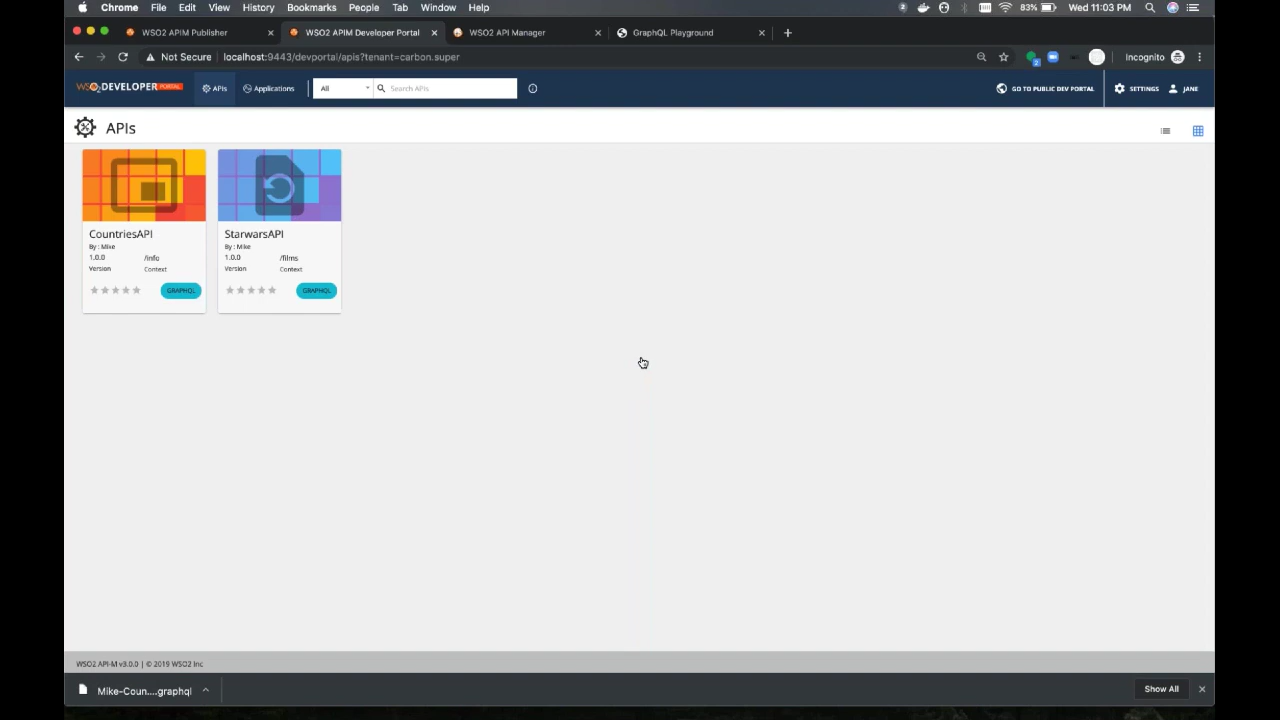 Chrome File Edit View History Bookmarks People Tab Window Help 83% Wed 11:03 PM
WSO2 APIM Publisher WSO2 APIM Developer Portal WSO2 API Manager GraphQL Playground
Not Secure localhost:9443/devportal/apis?tenant=carbon.super Incognito
WSO2 DEVELOPER PORTAL APIs Applications All Search APIs GO TO PUBLIC DEV PORTAL SETTINGS JANE
APIs
CountriesAPI StarwarsAPI
By : Mike By : Mike
1.0.0 /info 1.0.0 /films
Version Context Version Context
GRAPHQL GRAPHQL
WSO2 API-M v3.0.0 | © 2019 WSO2 Inc
Mike-Coun....graphql Show All